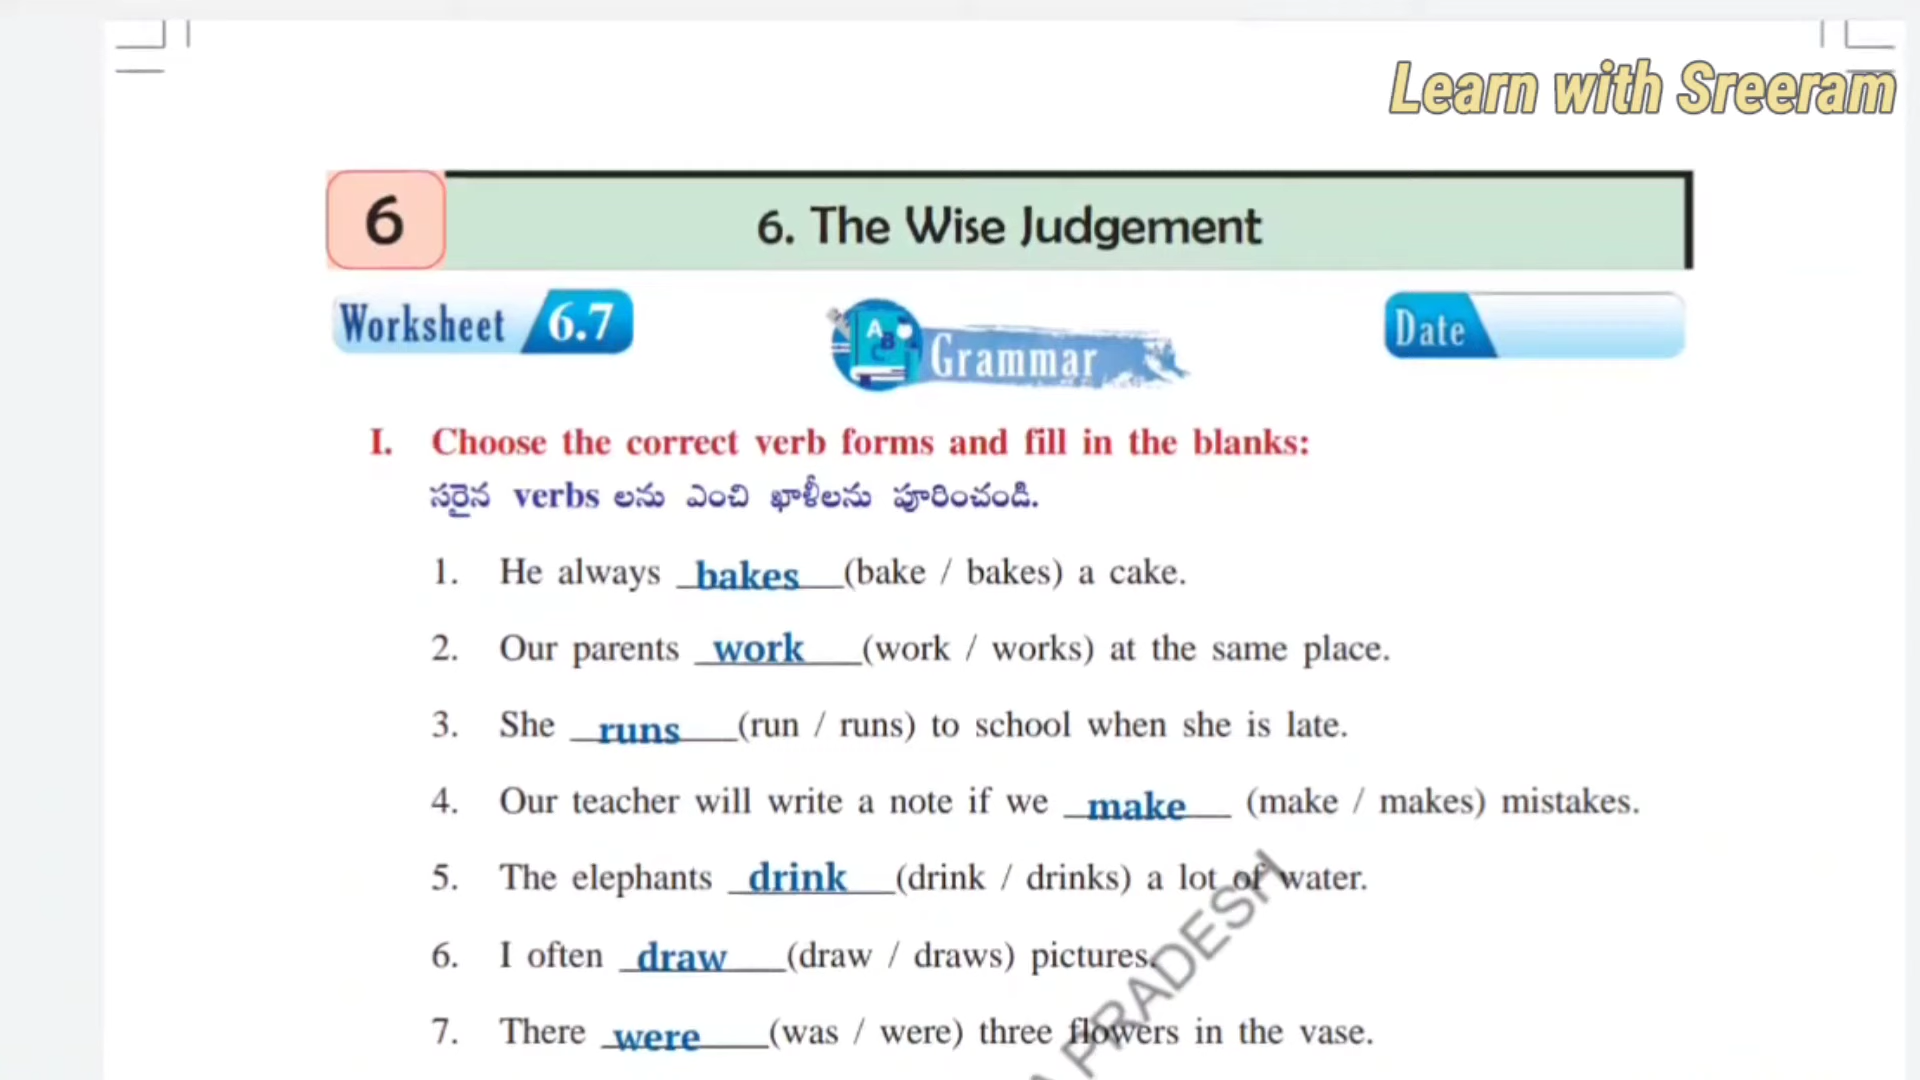 Learn with Sreeram
6 6. The Wise Judgement
Worksheet 6.7 Grammar Date
I. Choose the correct verb forms and fill in the blanks:
సరైన verbs లను ఎంచి ఖాళీలను పూరించండి.
1. He always bakes (bake / bakes) a cake.
2. Our parents work (work / works) at the same place.
3. She runs (run / runs) to school when she is late.
4. Our teacher will write a note if we make (make / makes) mistakes.
5. The elephants drink (drink / drinks) a lot of water.
6. I often draw (draw / draws) pictures.
7. There were (was / were) three flowers in the vase.
PRADESH